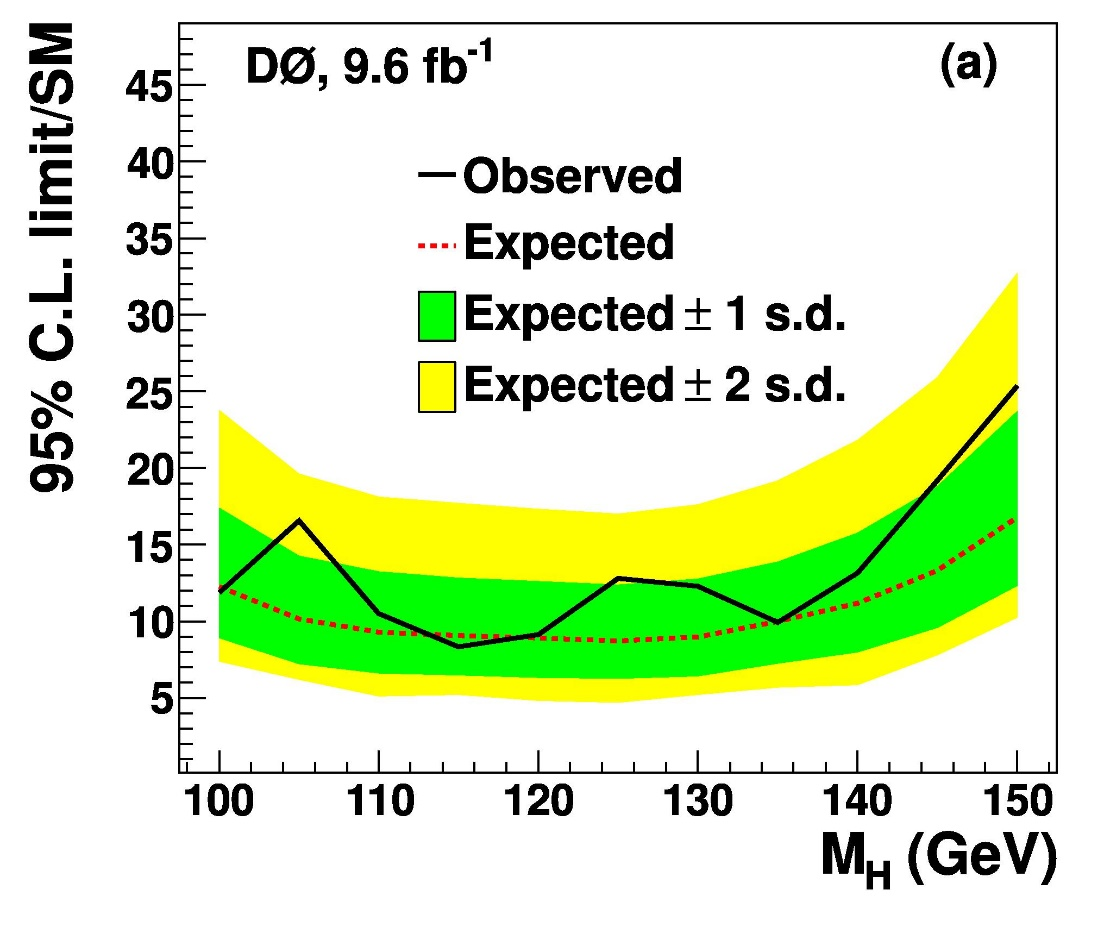 95% C.L. limit/SM
DØ, 9.6 fb⁻¹
(a)
Observed
Expected
Expected ± 1 s.d.
Expected ± 2 s.d.
45
40
35
30
25
20
15
10
5
100 110 120 130 140 150
M_H (GeV)